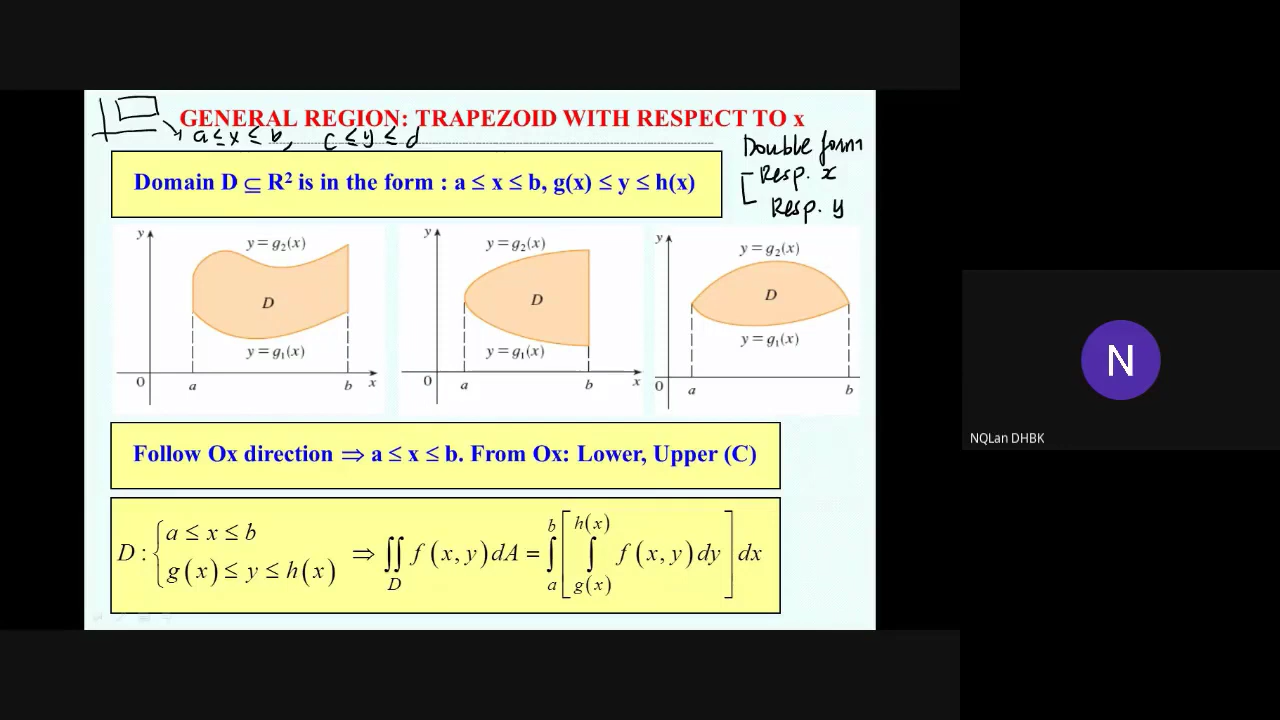 GENERAL REGION: TRAPEZOID WITH RESPECT TO x
a ≤ x ≤ b, c ≤ y ≤ d
Double form
Resp. x
Resp. y
Domain D ⊆ R² is in the form : a ≤ x ≤ b, g(x) ≤ y ≤ h(x)
y y = g₂(x)
D
y = g₁(x)
0 a b x
y y = g₂(x)
D
y = g₁(x)
0 a b x
y y = g₂(x)
D
y = g₁(x)
0 a b
Follow Ox direction ⇒ a ≤ x ≤ b. From Ox: Lower, Upper (C)
D : { a ≤ x ≤ b
g(x) ≤ y ≤ h(x) ⇒ ∬_D f(x, y)dA = ∫_a^b [ ∫_{g(x)}^{h(x)} f(x, y)dy ] dx
N
NQLan DHBK